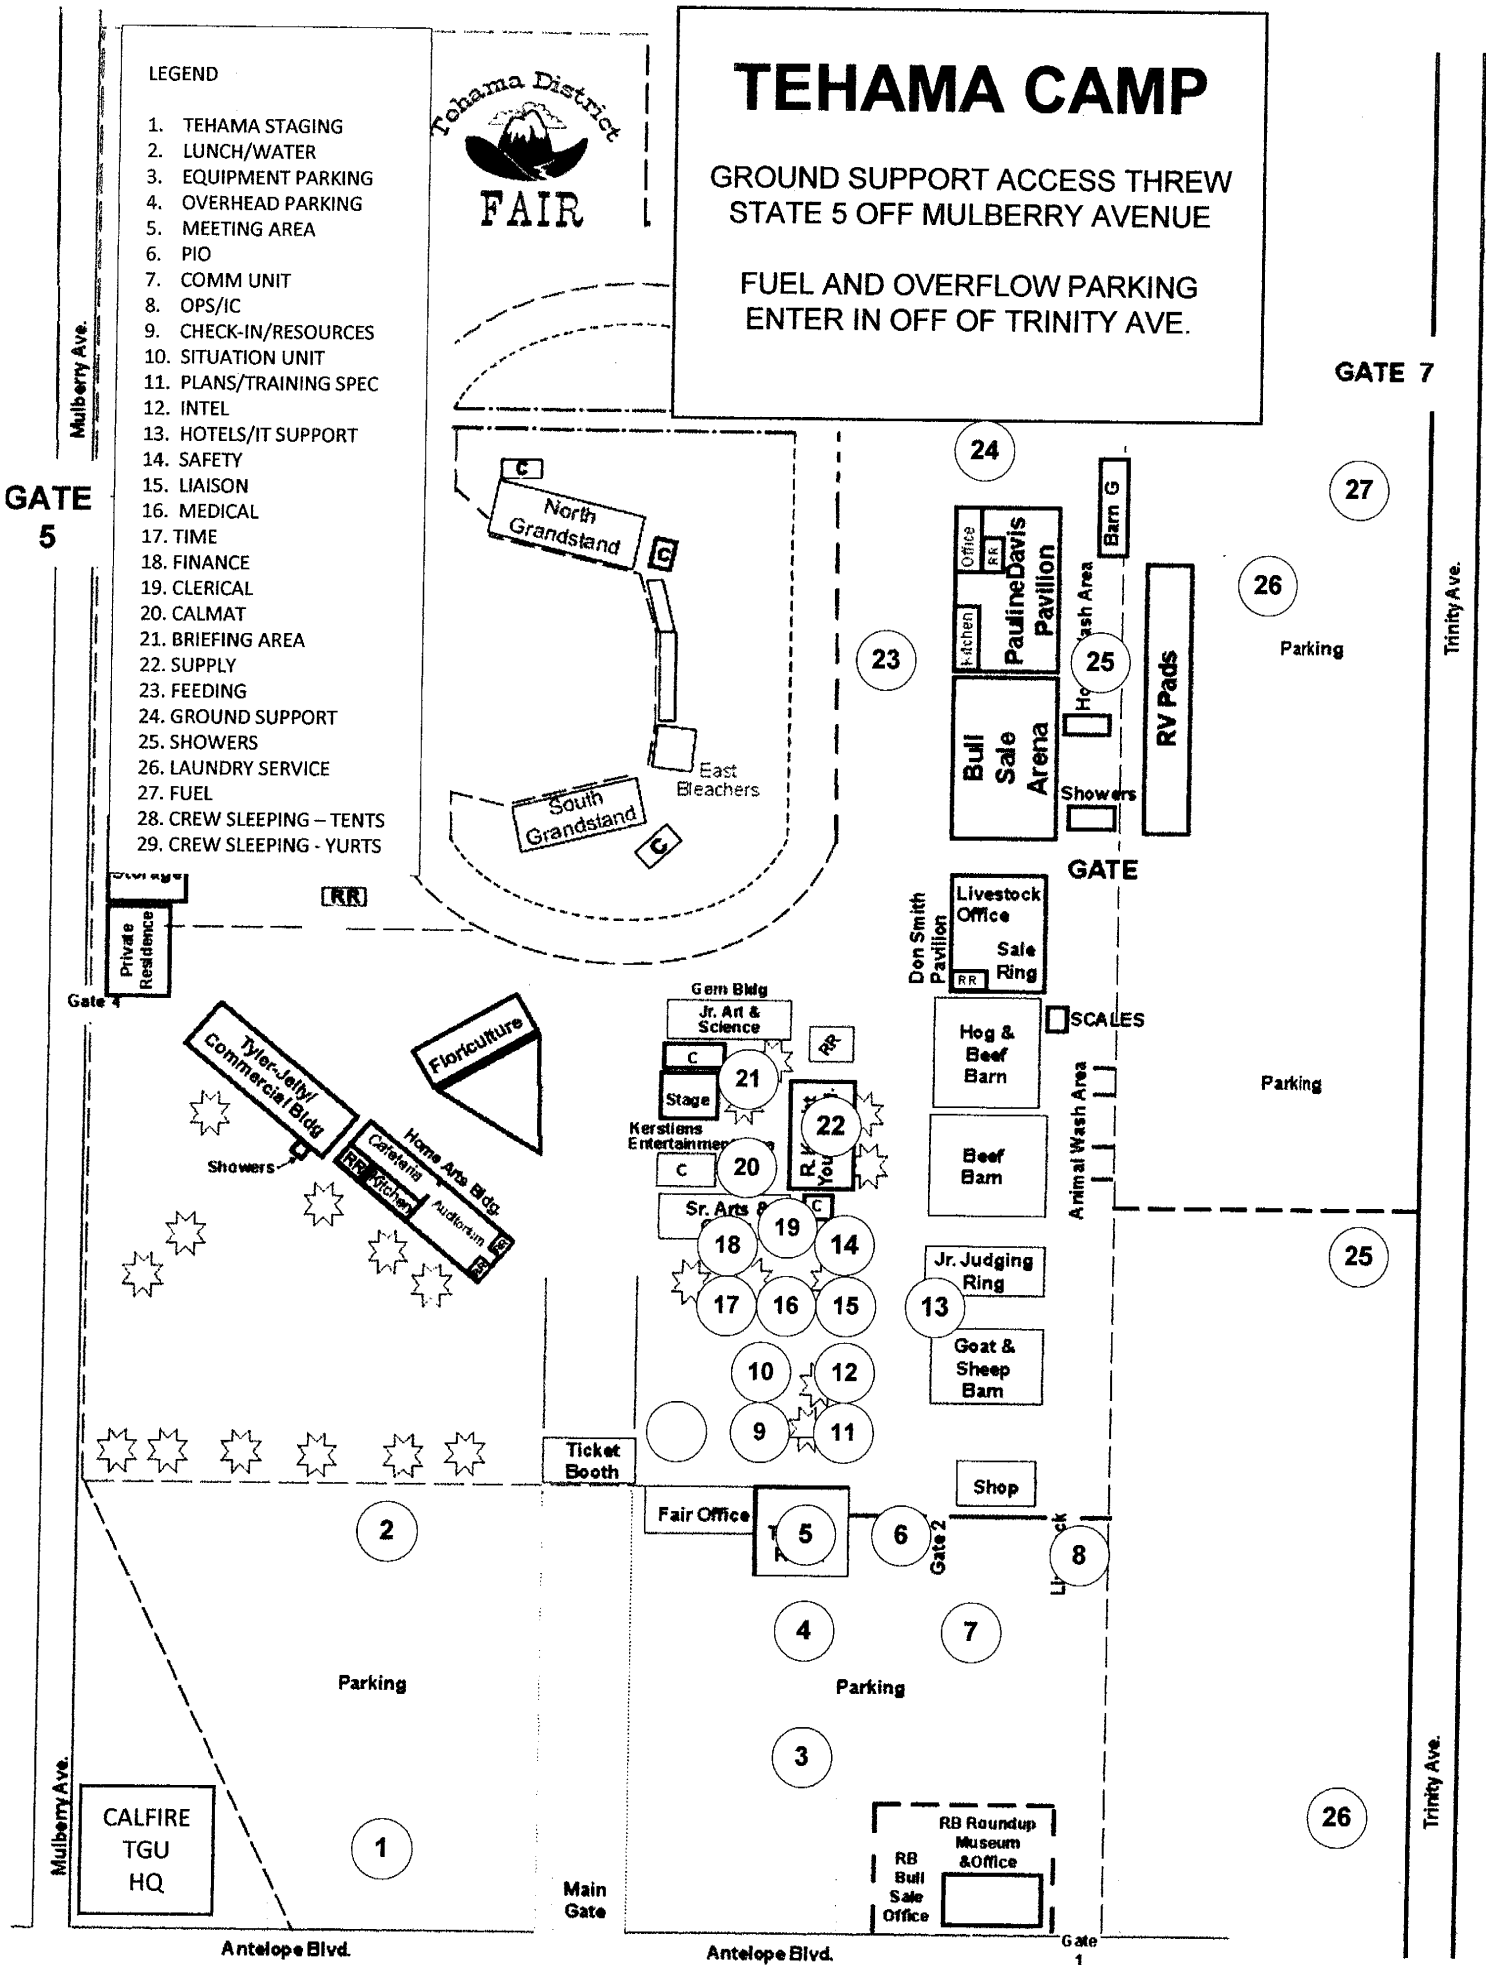 LEGEND
1. TEHAMA STAGING
2. LUNCH/WATER
3. EQUIPMENT PARKING
4. OVERHEAD PARKING
5. MEETING AREA
6. PIO
7. COMM UNIT
8. OPS/IC
9. CHECK-IN/RESOURCES
10. SITUATION UNIT
11. PLANS/TRAINING SPEC
12. INTEL
13. HOTELS/IT SUPPORT
14. SAFETY
15. LIAISON
16. MEDICAL
17. TIME
18. FINANCE
19. CLERICAL
20. CALMAT
21. BRIEFING AREA
22. SUPPLY
23. FEEDING
24. GROUND SUPPORT
25. SHOWERS
26. LAUNDRY SERVICE
27. FUEL
28. CREW SLEEPING – TENTS
29. CREW SLEEPING - YURTS
Tehama District
FAIR
TEHAMA CAMP
GROUND SUPPORT ACCESS THREW
STATE 5 OFF MULBERRY AVENUE
FUEL AND OVERFLOW PARKING
ENTER IN OFF OF TRINITY AVE.
Mulberry Ave.
GATE
5
GATE 7
24
27
26
Parking
Trinity Ave.
C
North
Grandstand
C
Office
RR
Kitchen
Pauline Davis
Pavilion
Barn G
Wash Area
25
23
RV Pads
Bull
Sale
Arena
Showers
East
Bleachers
South
Grandstand
C
GATE
Storage
RR
Private
Residence
Gate 4
Don Smith
Pavilion
Livestock
Office
Sale
Ring
RR
Gem Bldg
Jr. Art &
Science
RR
C
21
Stage
Kerstiens
Entertainment
C
20
22
R. K
You
Hog &
Beef
Barn
SCALES
Animal Wash Area
Parking
Beef
Barn
Tyler-Jelly/
Commercial Bldg
Floriculture
Showers
Home Arts Bldg.
Cafeteria
RR
Kitchen
Auditorium
RR
Sr. Arts &
C
18
19
14
Jr. Judging
Ring
25
17
16
15
13
Goat &
Sheep
Barn
10
12
9
11
Ticket
Booth
Shop
Fair Office
5
6
Gate 2
8
2
4
7
Parking
Parking
3
Mulberry Ave.
CALFIRE
TGU
HQ
1
Main
Gate
RB Roundup
Museum
&Office
RB
Bull
Sale
Office
26
Trinity Ave.
Antelope Blvd.
Antelope Blvd.
Gate
1